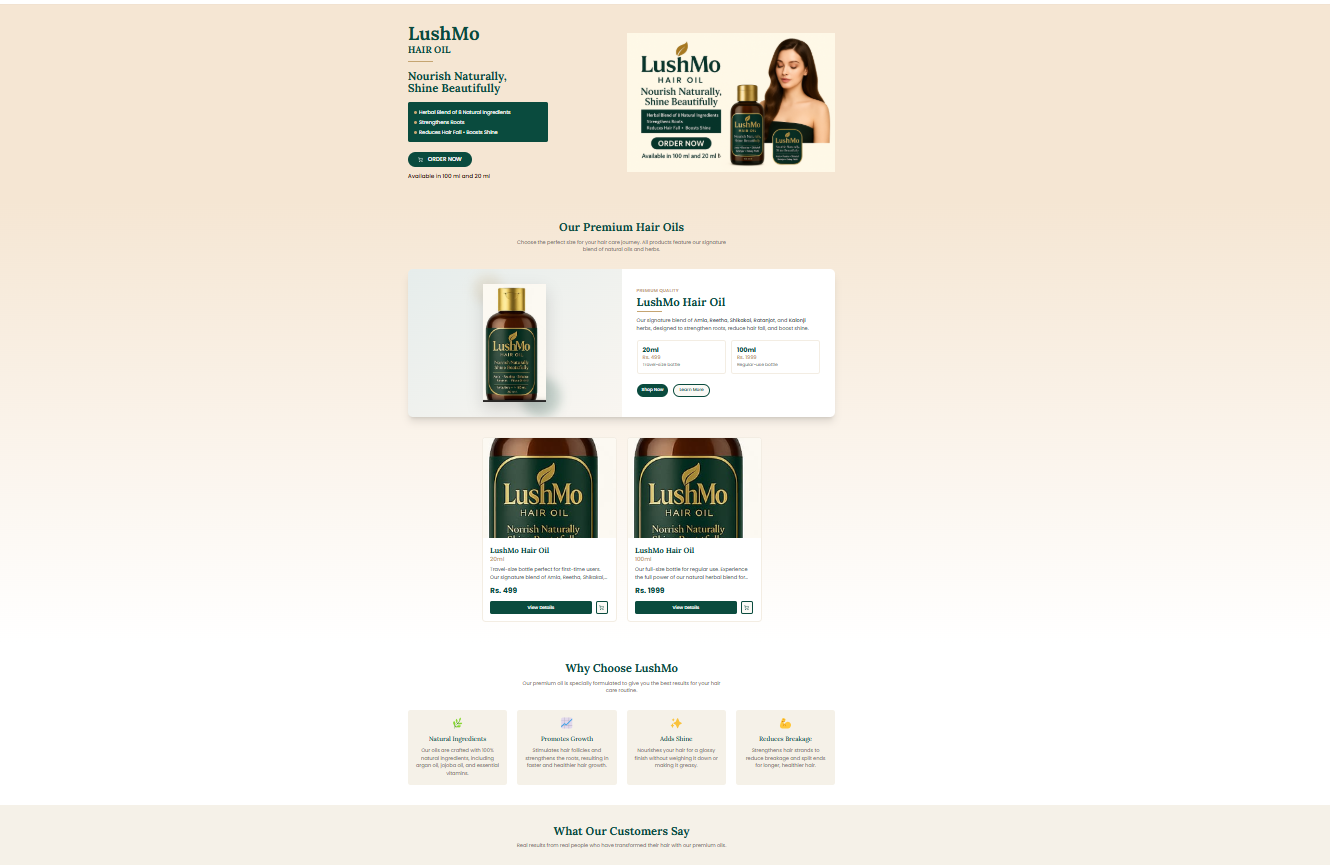 LushMo
HAIR OIL
Nourish Naturally,
Shine Beautifully
Herbal Blend of 8 Natural Ingredients
Strengthens Roots
Reduces Hair Fall • Boosts Shine
ORDER NOW
Available in 100 ml and 20 ml
LushMo
HAIR OIL
Nourish Naturally,
Shine Beautifully
Herbal Blend of 8 Natural Ingredients
Strengthens Roots
Reduces Hair Fall • Boosts Shine
ORDER NOW
Available in 100 ml and 20 ml
LushMo
HAIR OIL
LushMo
HAIR OIL
Our Premium Hair Oils
Choose the perfect size for your hair care journey. All products feature our signature
blend of natural oils and herbs.
LushMo
HAIR OIL
Nourish Naturally
Shine Beautifully
PREMIUM QUALITY
LushMo Hair Oil
Our signature blend of Amla, Reetha, Shikakai, Ratanjot, and Kalonji
herbs, designed to strengthen roots, reduce hair fall, and boost shine.
20ml
Rs. 499
Travel-size bottle
100ml
Rs. 1999
Regular-use bottle
Shop Now
Learn More
LushMo
HAIR OIL
Norrish Naturally
LushMo
HAIR OIL
Norrish Naturally
LushMo Hair Oil
20ml
Travel-size bottle perfect for first-time users.
Our signature blend of Amla, Reetha, Shikakai,...
Rs. 499
View Details
LushMo Hair Oil
100ml
Our full-size bottle for regular use. Experience
the full power of our natural herbal blend for...
Rs. 1999
View Details
Why Choose LushMo
Our premium oil is specially formulated to give you the best results for your hair
care routine.
Natural Ingredients
Our oils are crafted with 100%
natural ingredients, including
argan oil, jojoba oil, and essential
vitamins.
Promotes Growth
Stimulates hair follicles and
strengthens the roots, resulting in
faster and healthier hair growth.
Adds Shine
Nourishes your hair for a glossy
finish without weighing it down or
making it greasy.
Reduces Breakage
Strengthens hair strands to
reduce breakage and split ends
for longer, healthier hair.
What Our Customers Say
Real results from real people who have transformed their hair with our premium oils.